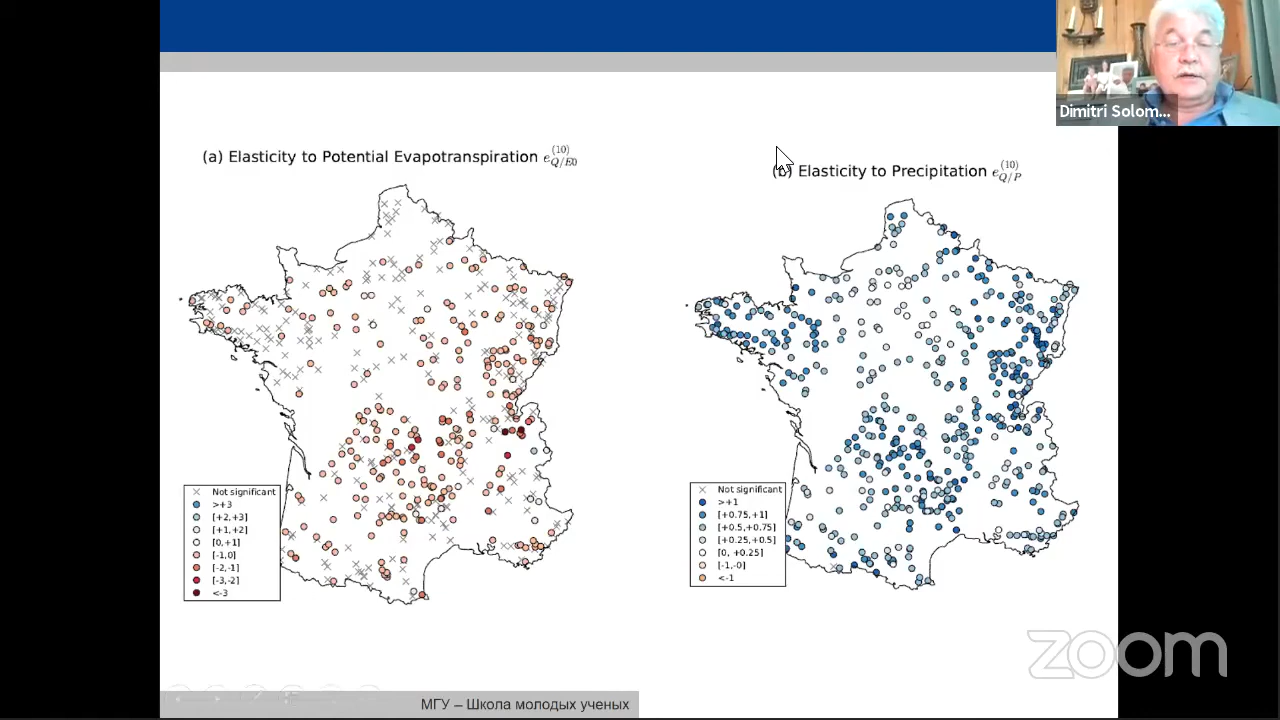 Dimitri Solom...
(a) Elasticity to Potential Evapotranspiration e_{Q/E0}^{(10)}
(b) Elasticity to Precipitation e_{Q/P}^{(10)}
Not significant
>+3
[+2,+3]
[+1,+2]
[0,+1]
[-1,0]
[-2,-1]
[-3,-2]
<-3
Not significant
>+1
[+0.75,+1]
[+0.5,+0.75]
[+0.25,+0.5]
[0, +0.25]
[-1,-0]
<-1
zoom
МГУ – Школа молодых ученых